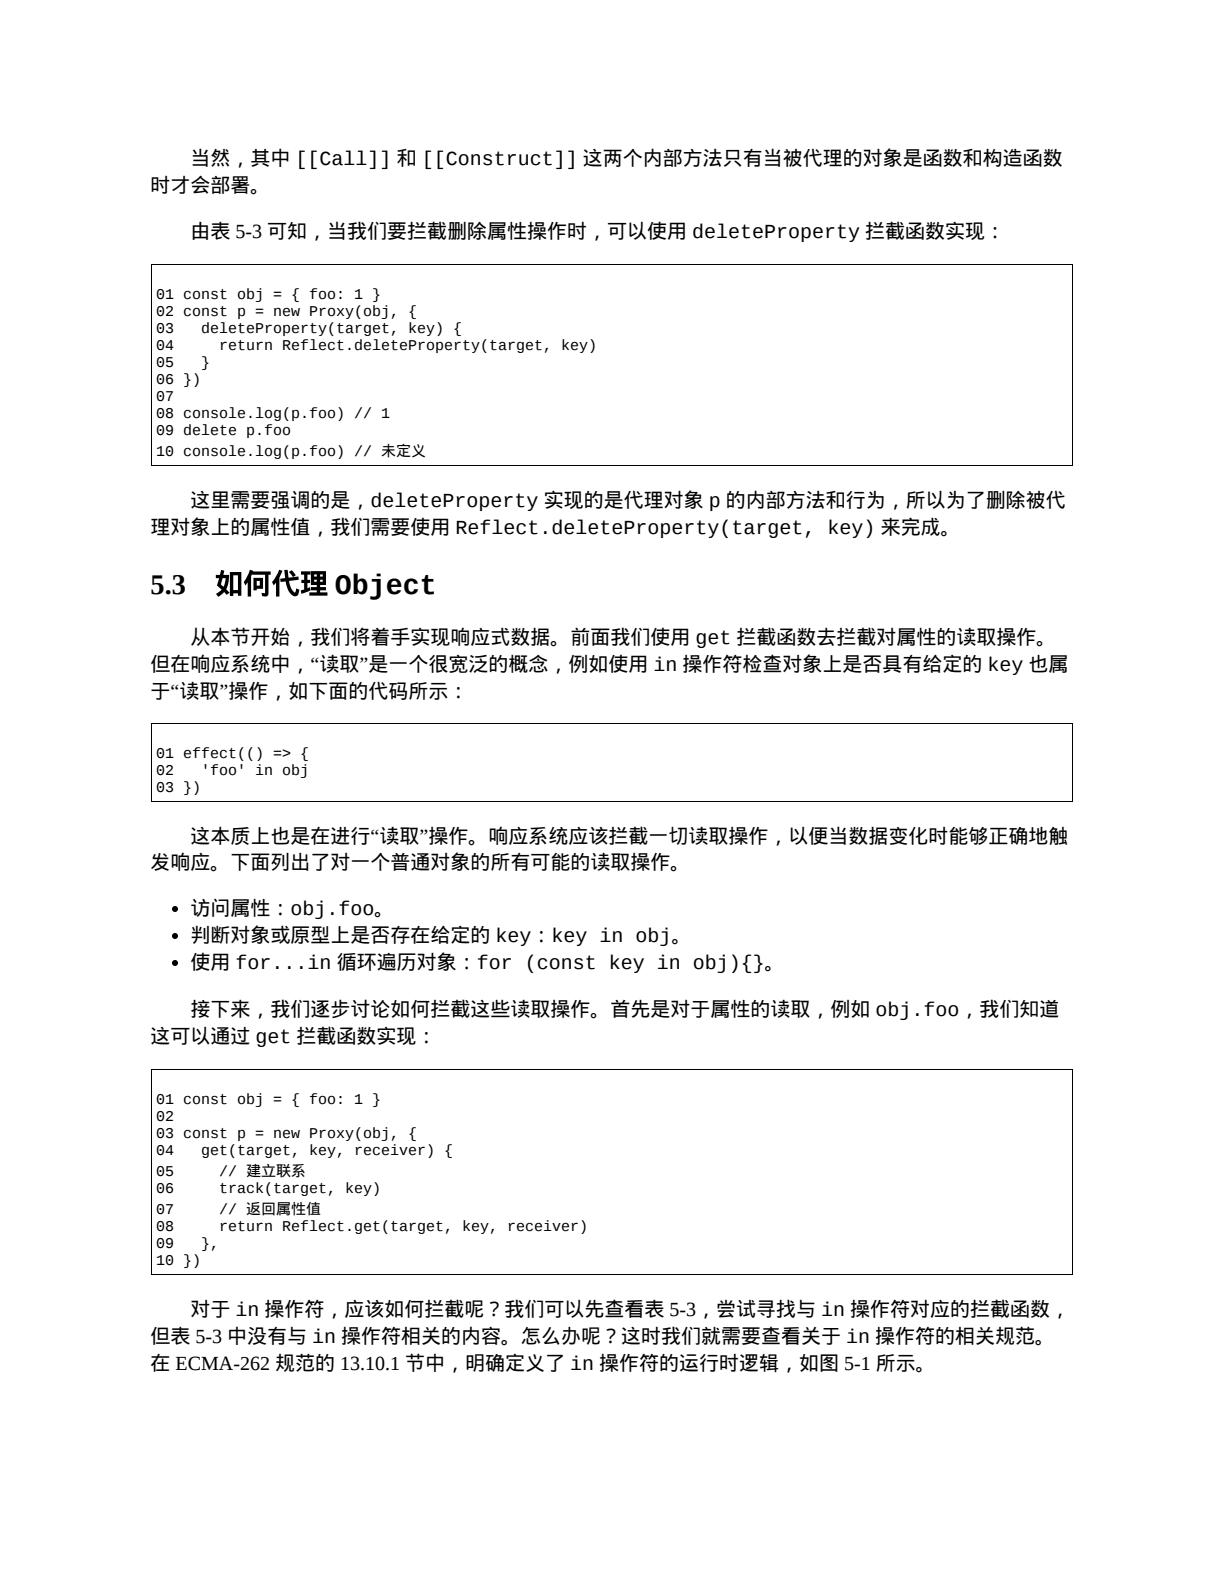 当然，其中 [[Call]] 和 [[Construct]] 这两个内部方法只有当被代理的对象是函数和构造函数
时才会部署。
由表 5-3 可知，当我们要拦截删除属性操作时，可以使用 deleteProperty 拦截函数实现：
01 const obj = { foo: 1 }
02 const p = new Proxy(obj, {
03   deleteProperty(target, key) {
04     return Reflect.deleteProperty(target, key)
05   }
06 })
07
08 console.log(p.foo) // 1
09 delete p.foo
10 console.log(p.foo) // 未定义
这里需要强调的是，deleteProperty 实现的是代理对象 p 的内部方法和行为，所以为了删除被代
理对象上的属性值，我们需要使用 Reflect.deleteProperty(target, key) 来完成。
5.3 如何代理 Object
从本节开始，我们将着手实现响应式数据。前面我们使用 get 拦截函数去拦截对属性的读取操作。
但在响应系统中，“读取”是一个很宽泛的概念，例如使用 in 操作符检查对象上是否具有给定的 key 也属
于“读取”操作，如下面的代码所示：
01 effect(() => {
02   'foo' in obj
03 })
这本质上也是在进行“读取”操作。响应系统应该拦截一切读取操作，以便当数据变化时能够正确地触
发响应。下面列出了对一个普通对象的所有可能的读取操作。
• 访问属性：obj.foo。
• 判断对象或原型上是否存在给定的 key：key in obj。
• 使用 for...in 循环遍历对象：for (const key in obj){}。
接下来，我们逐步讨论如何拦截这些读取操作。首先是对于属性的读取，例如 obj.foo，我们知道
这可以通过 get 拦截函数实现：
01 const obj = { foo: 1 }
02
03 const p = new Proxy(obj, {
04   get(target, key, receiver) {
05     // 建立联系
06     track(target, key)
07     // 返回属性值
08     return Reflect.get(target, key, receiver)
09   },
10 })
对于 in 操作符，应该如何拦截呢？我们可以先查看表 5-3，尝试寻找与 in 操作符对应的拦截函数，
但表 5-3 中没有与 in 操作符相关的内容。怎么办呢？这时我们就需要查看关于 in 操作符的相关规范。
在 ECMA-262 规范的 13.10.1 节中，明确定义了 in 操作符的运行时逻辑，如图 5-1 所示。